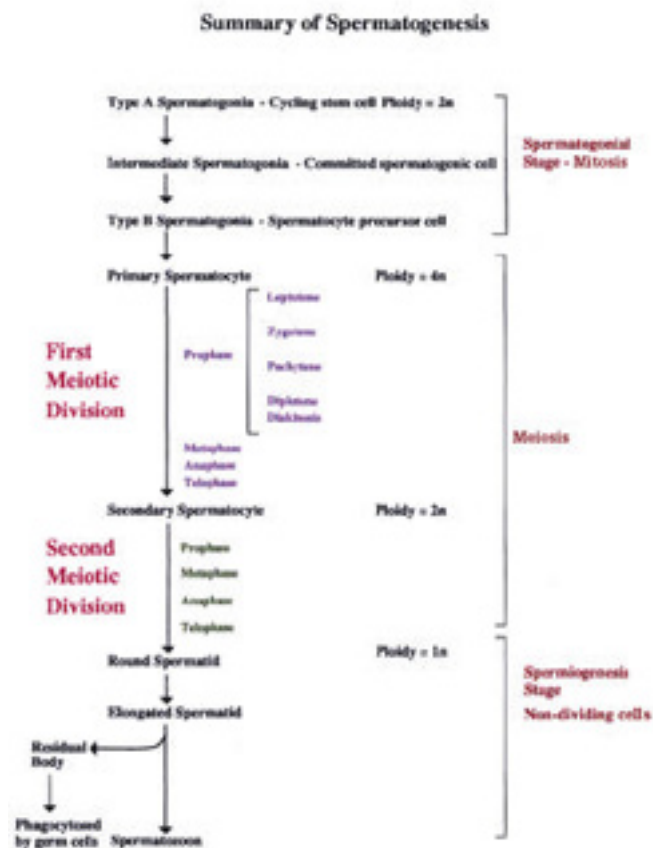 Summary of Spermatogenesis
Type A Spermatogonia - Cycling stem cell Ploidy = 2n
Intermediate Spermatogonia - Committed spermatogenic cell
Type B Spermatogonia - Spermatocyte precursor cell
Spermatogonial
Stage - Mitosis
Primary Spermatocyte
Ploidy = 4n
First
Meiotic
Division
Prophase
Leptotene
Zygotene
Pachytene
Diplotene
Diakinesis
Metaphase
Anaphase
Telophase
Meiosis
Secondary Spermatocyte
Ploidy = 2n
Second
Meiotic
Division
Prophase
Metaphase
Anaphase
Telophase
Round Spermatid
Ploidy = 1n
Elongated Spermatid
Spermiogenesis
Stage
Non-dividing cells
Residual
Body
Phagocytosed
by germ cells
Spermatozoon